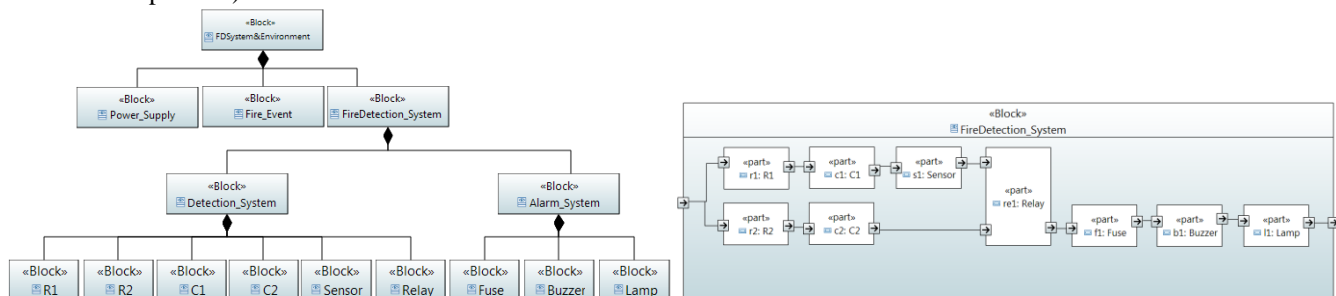 «Block»
FDSystem&Environment
«Block»
Power_Supply
«Block»
Fire_Event
«Block»
FireDetection_System
«Block»
Detection_System
«Block»
Alarm_System
«Block»
R1
«Block»
R2
«Block»
C1
«Block»
C2
«Block»
Sensor
«Block»
Relay
«Block»
Fuse
«Block»
Buzzer
«Block»
Lamp
«Block»
FireDetection_System
«part»
r1: R1
«part»
c1: C1
«part»
s1: Sensor
«part»
re1: Relay
«part»
r2: R2
«part»
c2: C2
«part»
f1: Fuse
«part»
b1: Buzzer
«part»
l1: Lamp